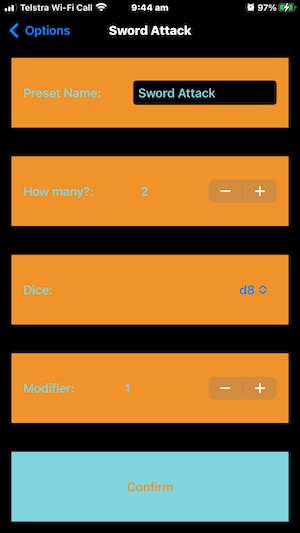 Telstra Wi-Fi Call 9:44 am 97%
Options Sword Attack
Preset Name: Sword Attack
How many?: 2 − +
Dice: d8
Modifier: 1 − +
Confirm